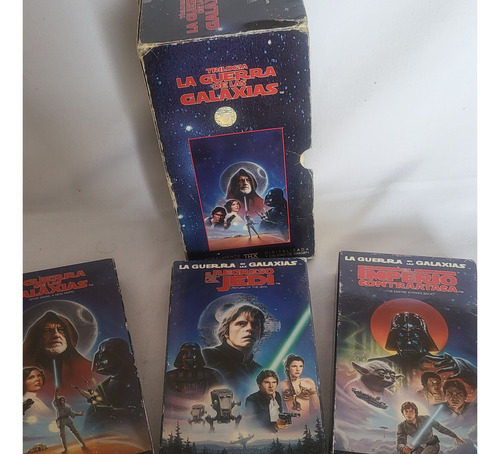 TRILOGIA
LA GUERRA
DE LAS
GALAXIAS
THX
LA GUERRA
GALAXIAS
LA GUERRA DE LAS GALAXIAS
EL REGRESO
DEL JEDI
LA GUERRA DE LAS GALAXIAS
EL IMPERIO
CONTRAATACA